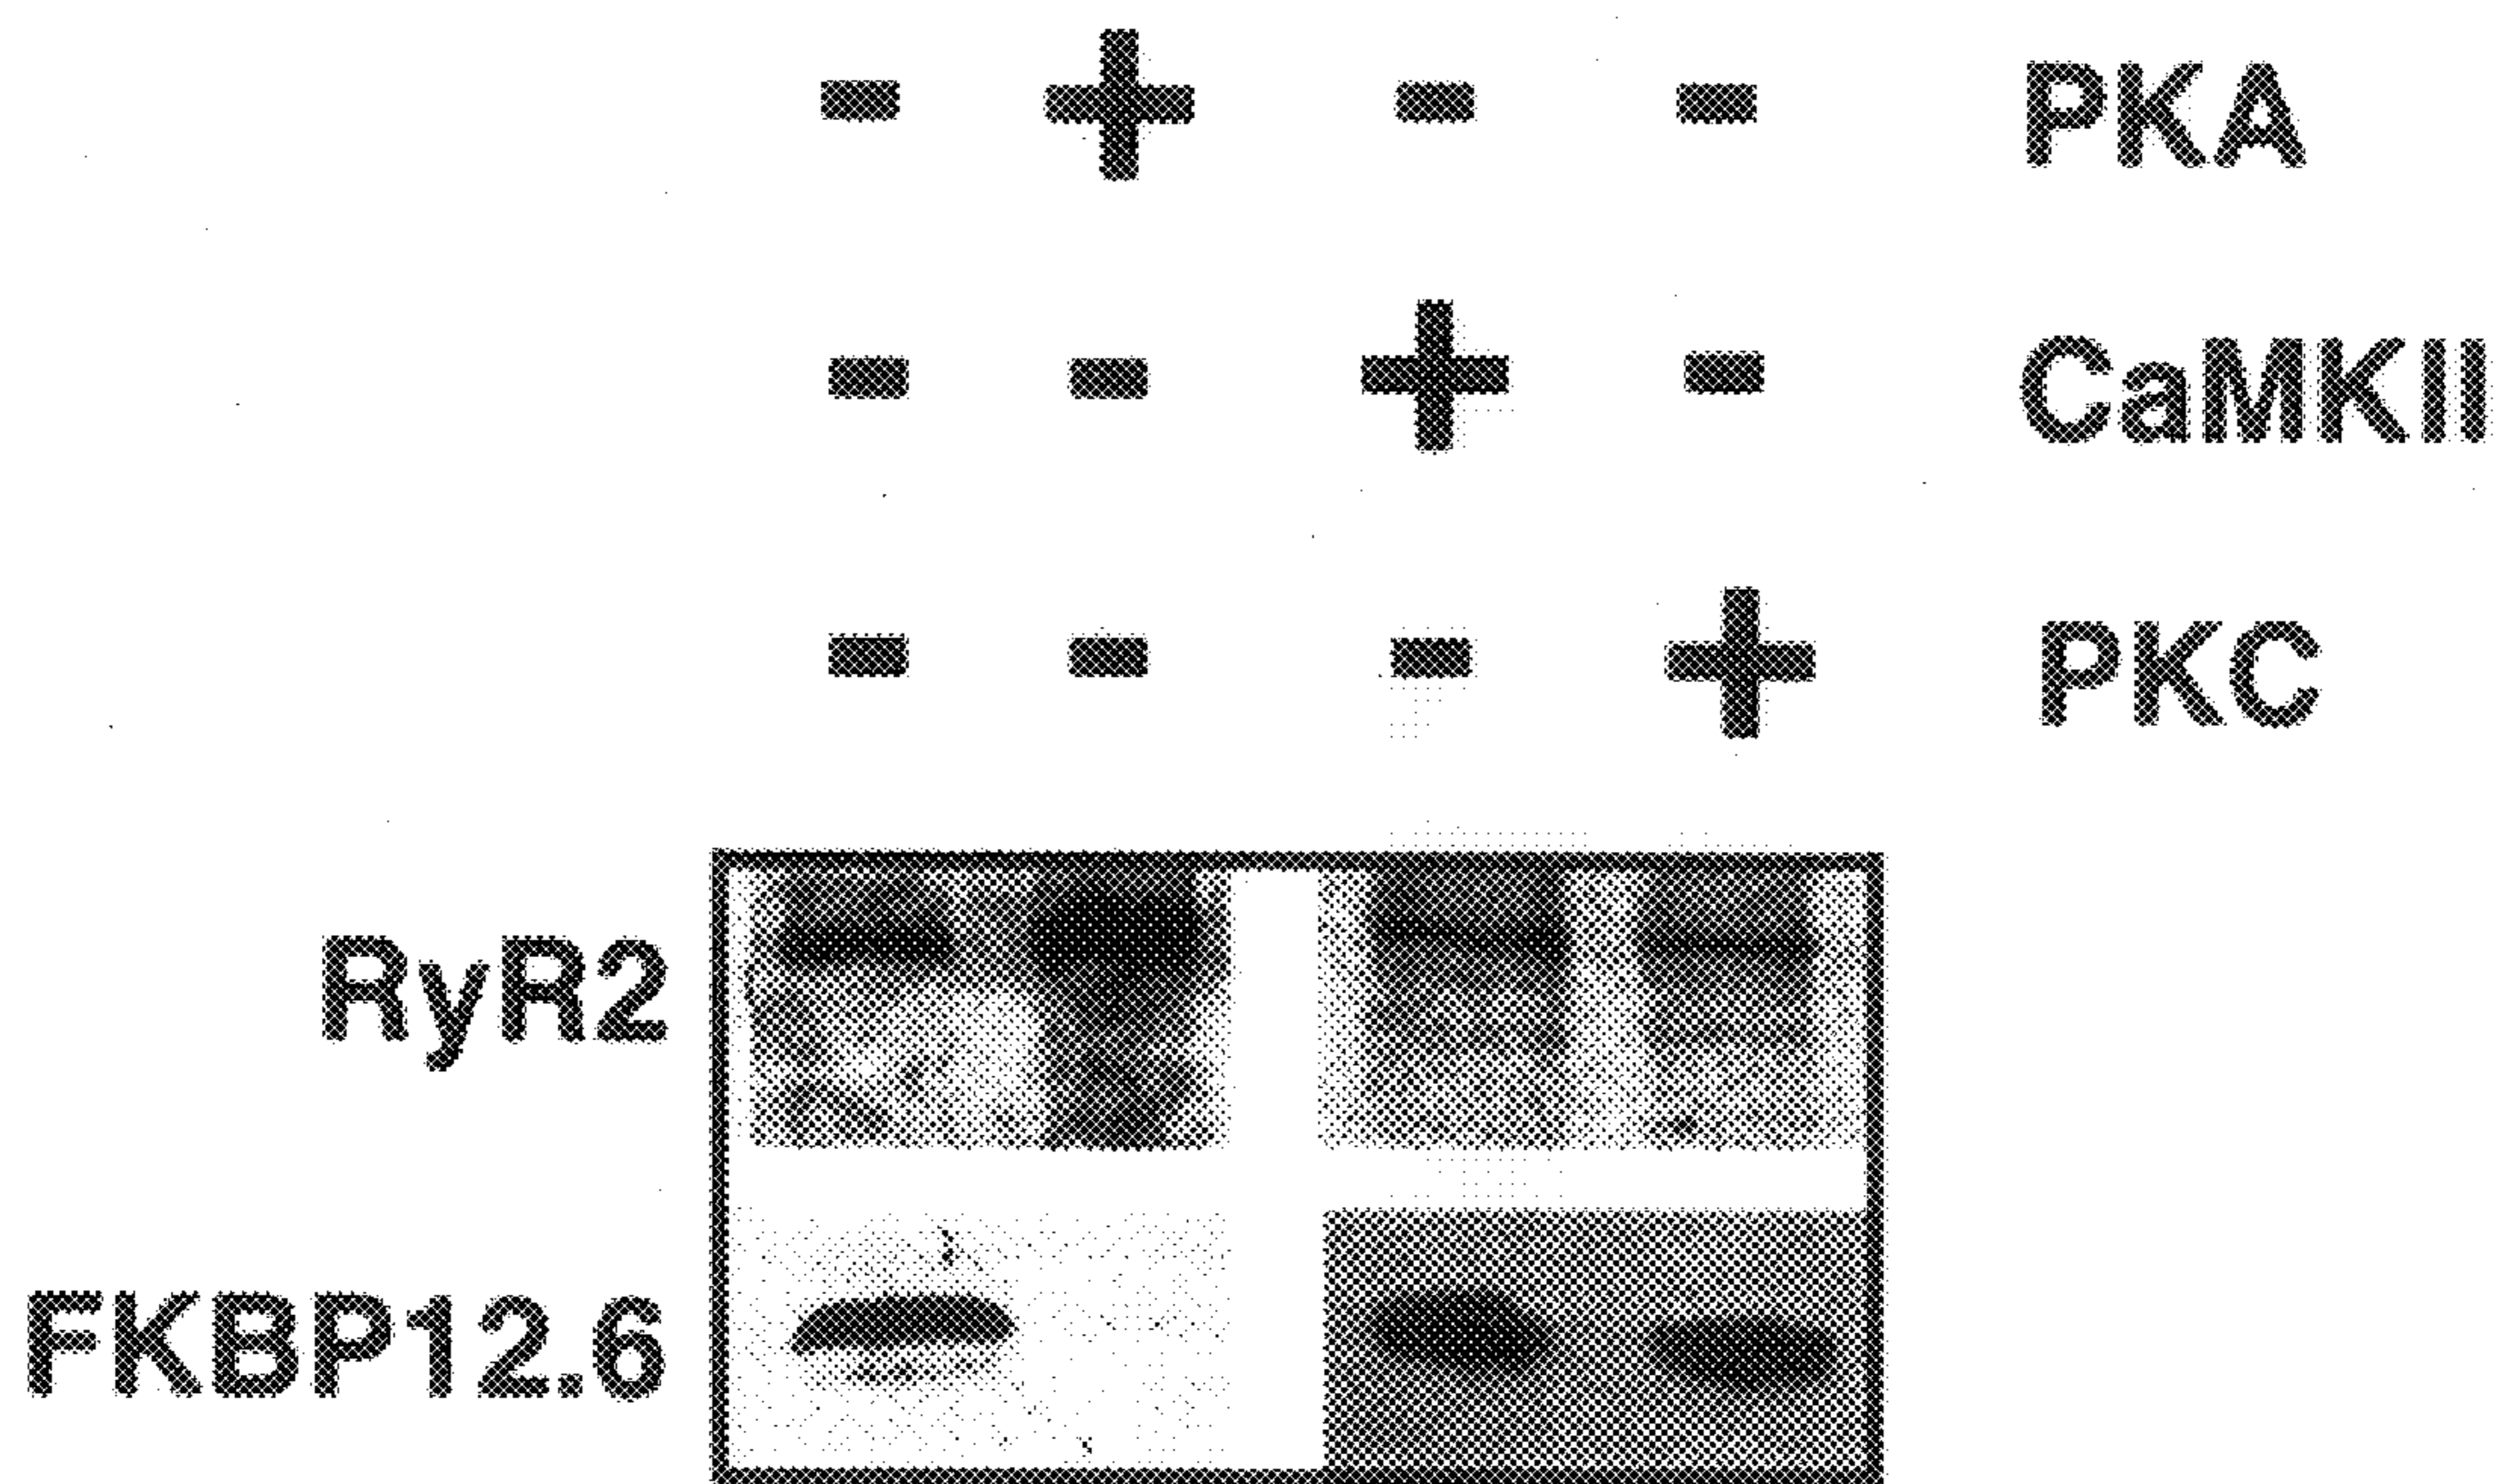 - + - - PKA
- - + - CaMKII
- - - + PKC
RyR2
FKBP12.6